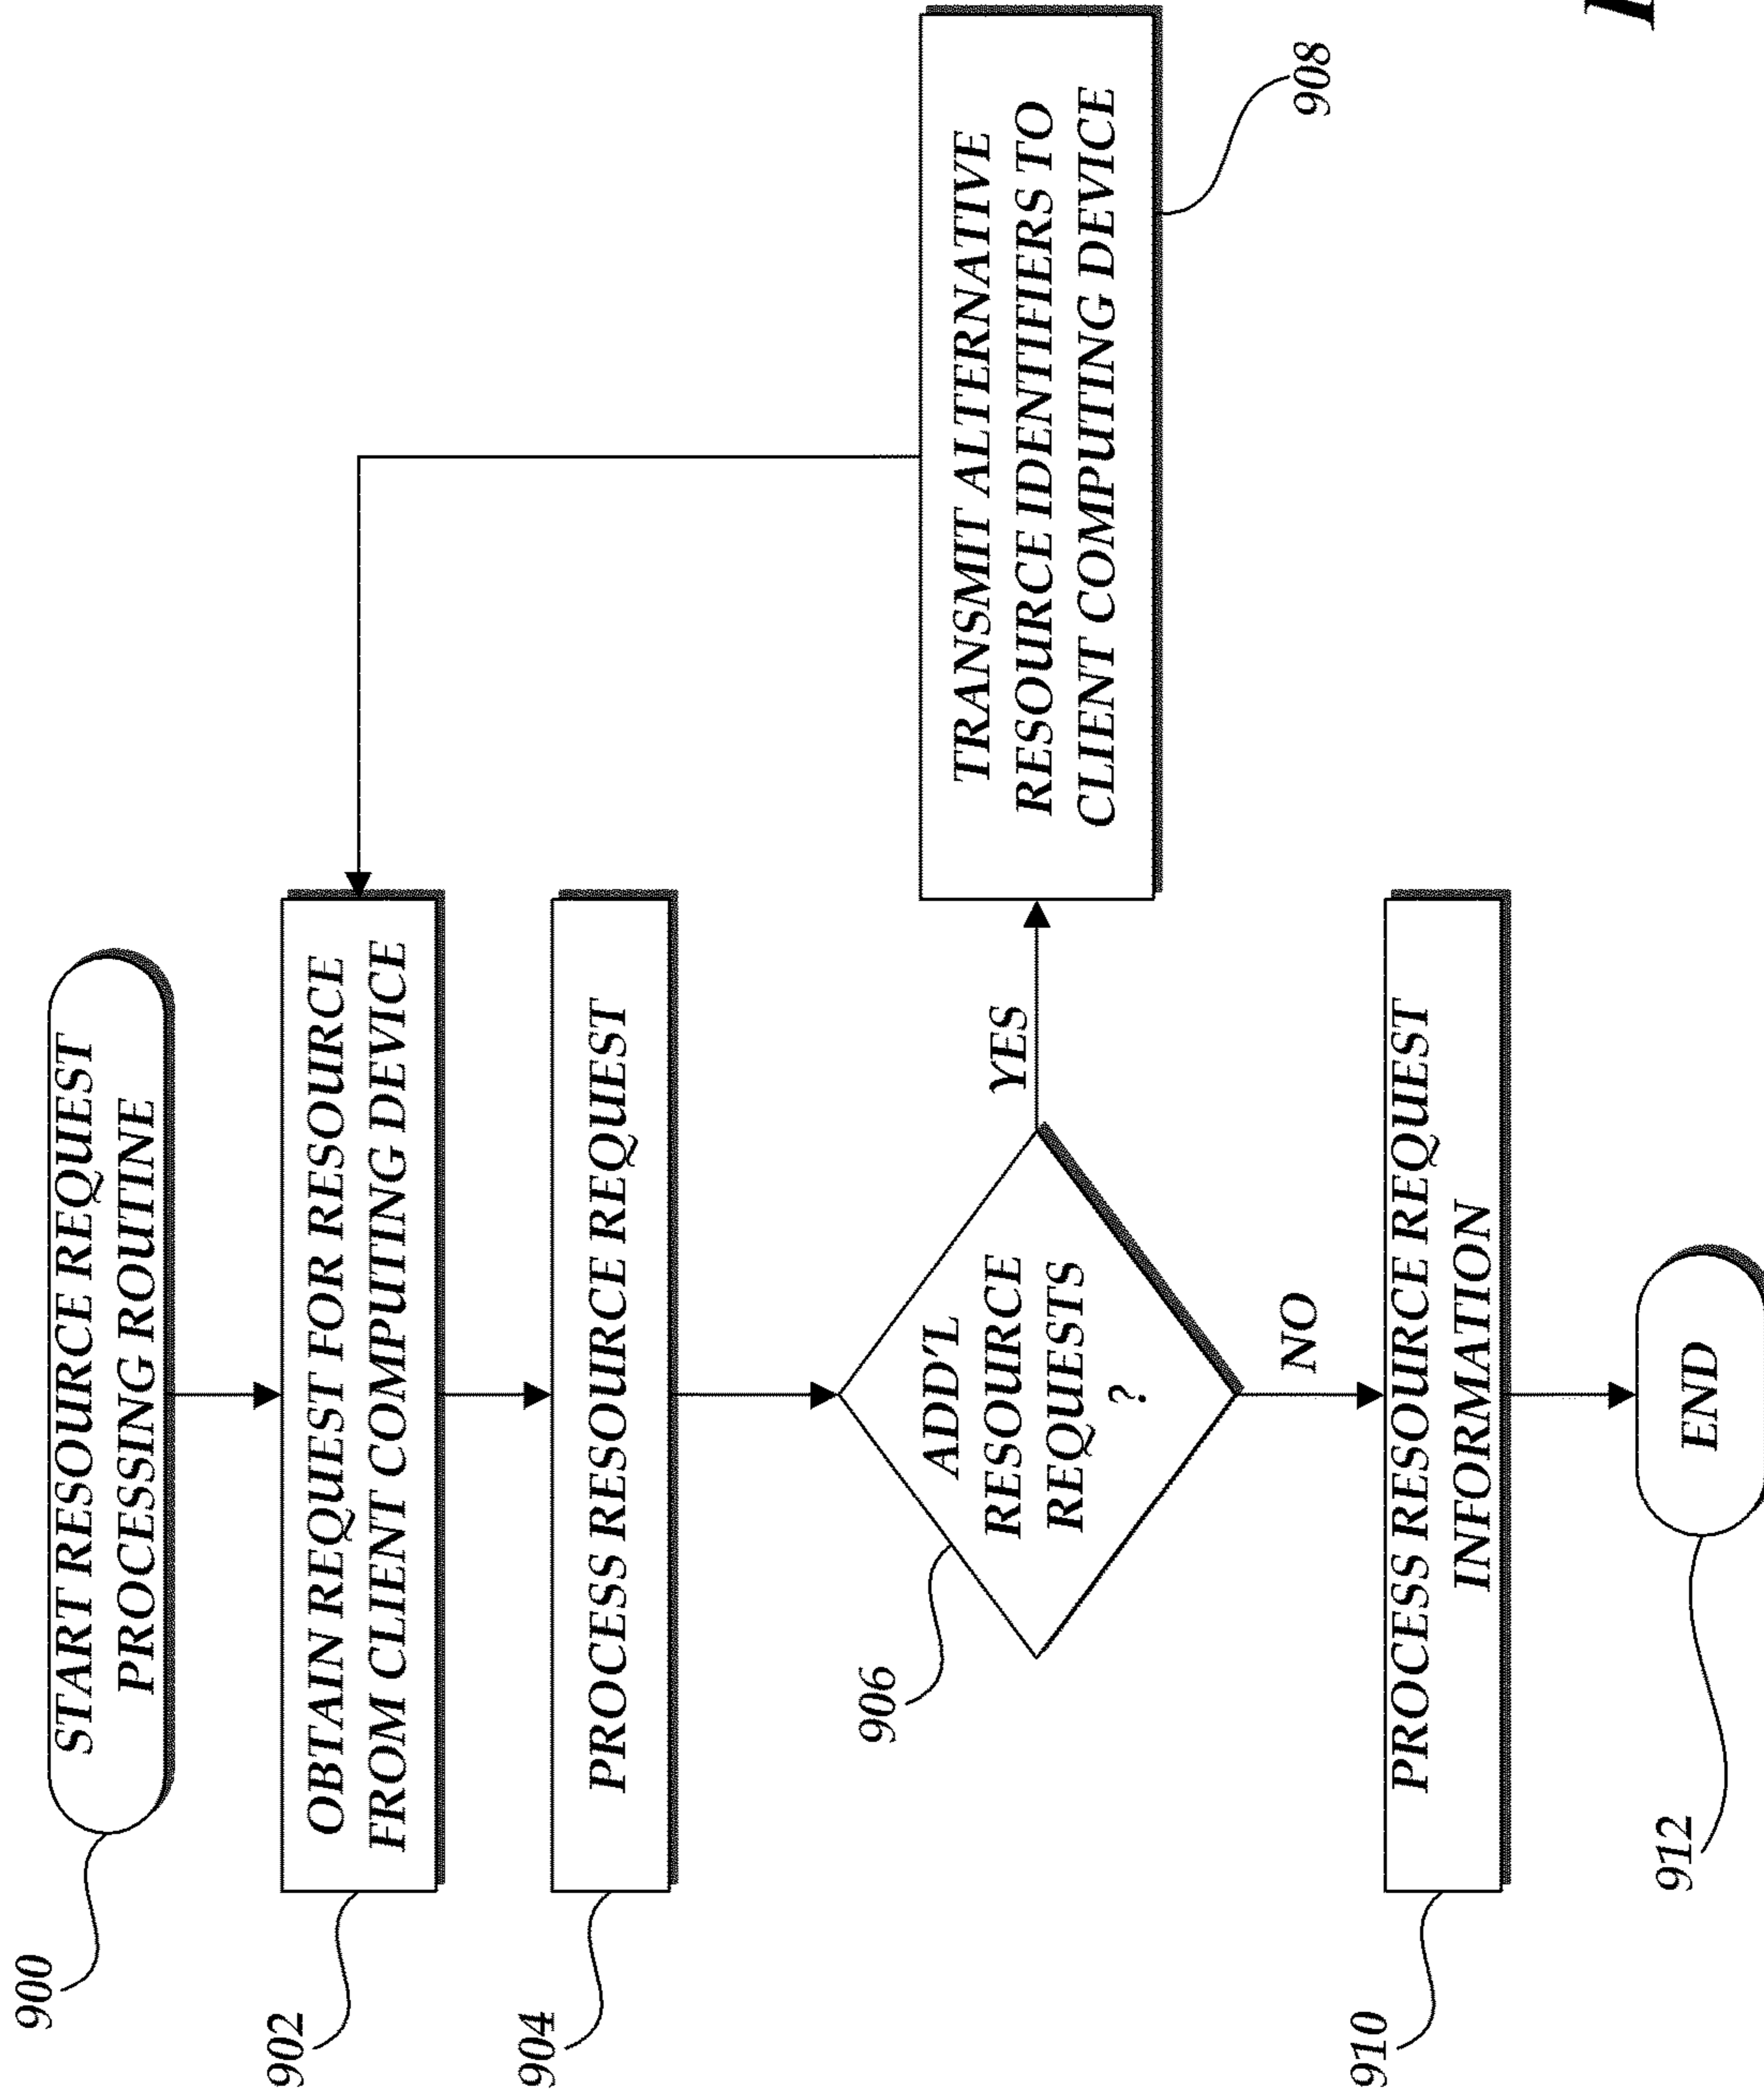 900
START RESOURCE REQUEST
PROCESSING ROUTINE
902
OBTAIN REQUEST FOR RESOURCE
FROM CLIENT COMPUTING DEVICE
904
PROCESS RESOURCE REQUEST
906
ADD'L
RESOURCE
REQUESTS
?
YES
TRANSMIT ALTERNATIVE
RESOURCE IDENTIFIERS TO
CLIENT COMPUTING DEVICE
908
NO
910
PROCESS RESOURCE REQUEST
INFORMATION
912
END